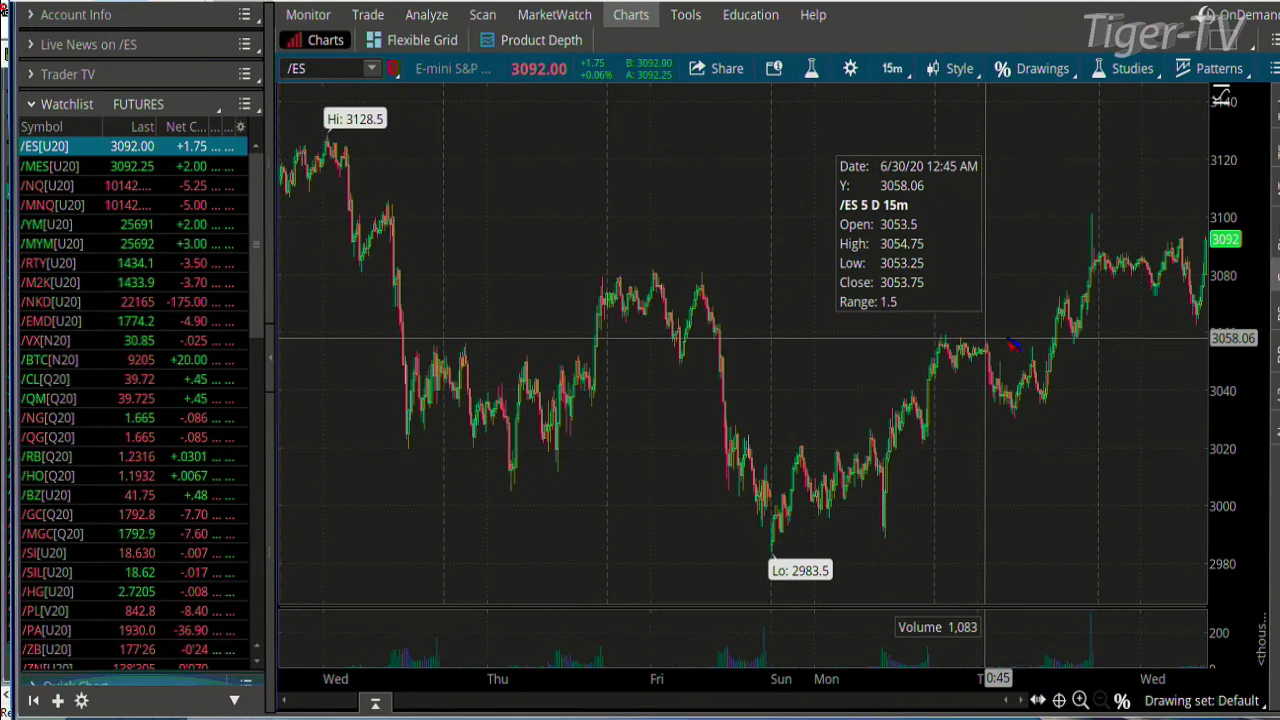 Account Info
Live News on /ES
Trader TV
Watchlist FUTURES
Symbol Last Net C... ... ...
/ES[U20] 3092.00 +1.75 ... ...
/MES[U20] 3092.25 +2.00 ... ...
/NQ[U20] 10142.... -5.25 ... ...
/MNQ[U20] 10142.... -5.00 ... ...
/YM[U20] 25691 +2.00 ... ...
/MYM[U20] 25692 +3.00 ... ...
/RTY[U20] 1434.1 -3.50 ... ...
/M2K[U20] 1433.9 -3.70 ... ...
/NKD[U20] 22165 -175.00 ... ...
/EMD[U20] 1774.2 -4.90 ... ...
/VX[N20] 30.85 -.025 ... ...
/BTC[N20] 9205 +20.00 ... ...
/CL[Q20] 39.72 +.45 ... ...
/QM[Q20] 39.725 +.45 ... ...
/NG[Q20] 1.665 -.086 ... ...
/QG[Q20] 1.665 -.085 ... ...
/RB[Q20] 1.2316 +.0301 ... ...
/HO[Q20] 1.1932 +.0067 ... ...
/BZ[U20] 41.75 +.48 ... ...
/GC[Q20] 1792.8 -7.70 ... ...
/MGC[Q20] 1792.9 -7.60 ... ...
/SI[U20] 18.630 -.007 ... ...
/SIL[U20] 18.62 -.017 ... ...
/HG[U20] 2.7205 -.008 ... ...
/PL[V20] 842.8 -8.40 ... ...
/PA[U20] 1930.0 -36.90 ... ...
/ZB[U20] 177'26 -0'24 ... ...
/ZN[U20] 138'205 0'070
Quick Chart
Monitor Trade Analyze Scan MarketWatch Charts Tools Education Help
OnDemand
Tiger-TV
Charts Flexible Grid Product Depth
/ES E-mini S&P ... 3092.00 +1.75 B: 3092.00 Share 15m Style % Drawings Studies Patterns
+0.06% A: 3092.25
Hi: 3128.5
Date: 6/30/20 12:45 AM
Y: 3058.06
/ES 5 D 15m
Open: 3053.5
High: 3054.75
Low: 3053.25
Close: 3053.75
Range: 1.5
Lo: 2983.5
3140
3120
3100
3092
3080
3058.06
3040
3020
3000
2980
Volume 1,083
200
0
<thous...
Wed Thu Fri Sun Mon T 0:45 Wed
% Drawing set: Default